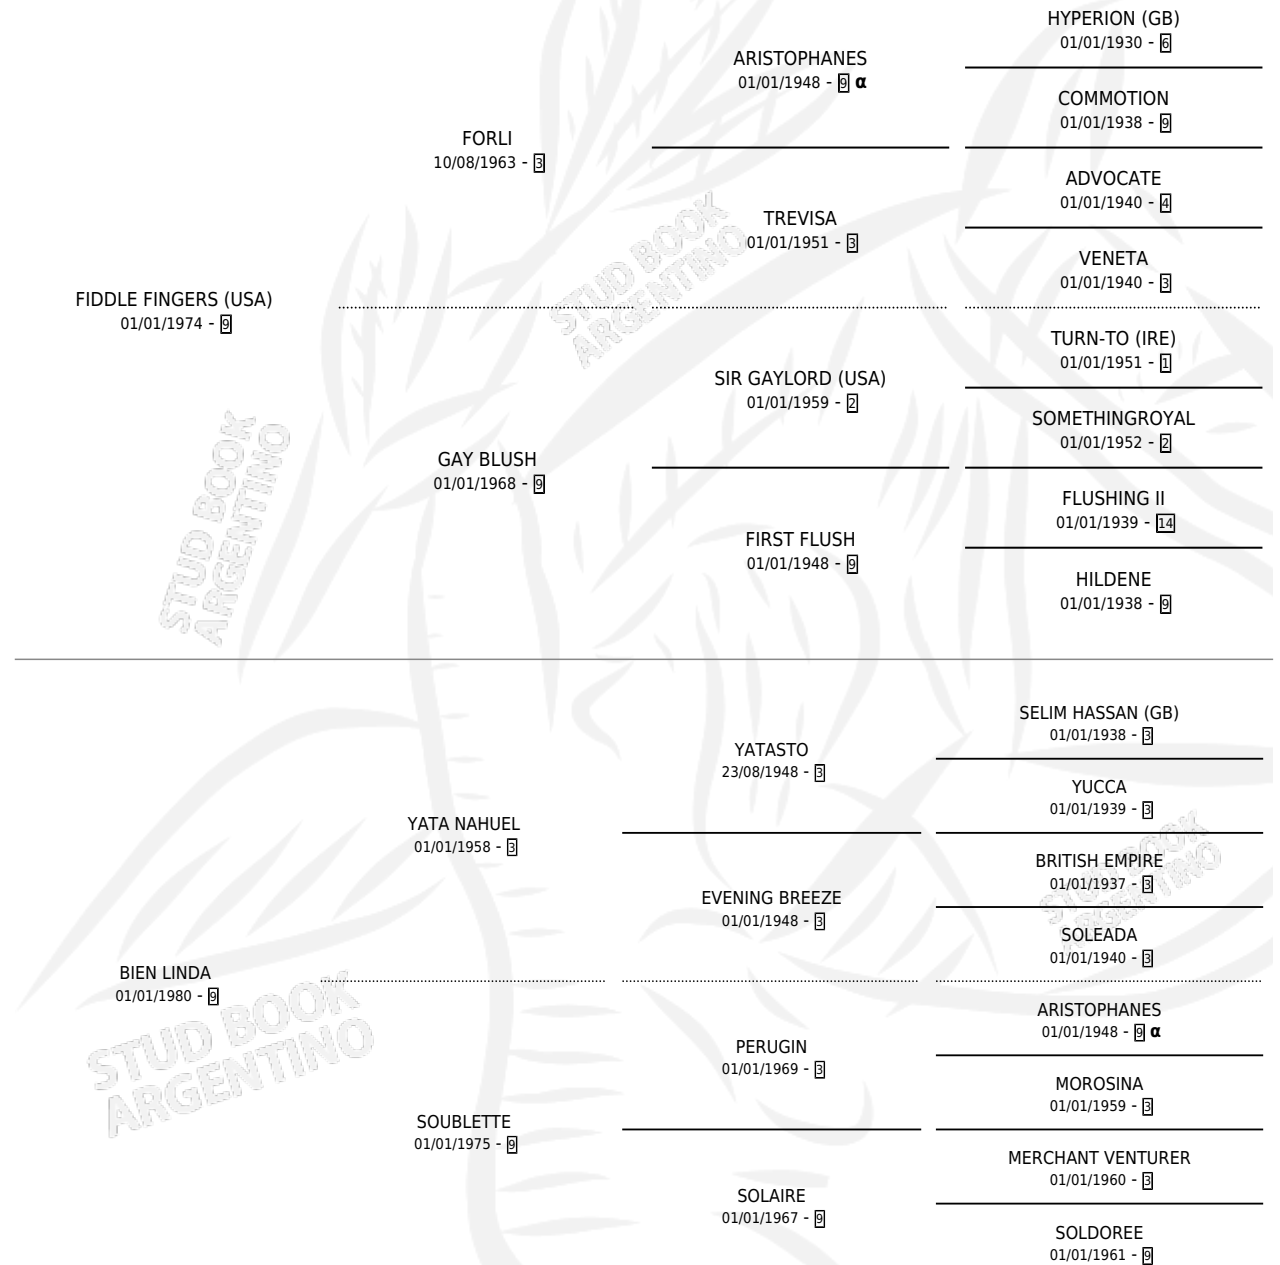 HYPERION (GB)
01/01/1930 - 6
ARISTOPHANES
01/01/1948 - 9 α
COMMOTION
01/01/1938 - 9
FORLI
10/08/1963 - 3
ADVOCATE
01/01/1940 - 4
TREVISA
01/01/1951 - 3
VENETA
01/01/1940 - 3
FIDDLE FINGERS (USA)
01/01/1974 - 9
TURN-TO (IRE)
01/01/1951 - 1
SIR GAYLORD (USA)
01/01/1959 - 2
SOMETHINGROYAL
01/01/1952 - 2
GAY BLUSH
01/01/1968 - 9
FLUSHING II
01/01/1939 - 14
FIRST FLUSH
01/01/1948 - 9
HILDENE
01/01/1938 - 9
STUD BOOK
ARGENTINO
STUD BOOK
ARGENTINO
SELIM HASSAN (GB)
01/01/1938 - 3
YATASTO
23/08/1948 - 3
YUCCA
01/01/1939 - 3
YATA NAHUEL
01/01/1958 - 3
BRITISH EMPIRE
01/01/1937 - 3
EVENING BREEZE
01/01/1948 - 3
SOLEADA
01/01/1940 - 3
BIEN LINDA
01/01/1980 - 9
ARISTOPHANES
01/01/1948 - 9 α
PERUGIN
01/01/1969 - 3
MOROSINA
01/01/1959 - 3
SOUBLETTE
01/01/1975 - 9
MERCHANT VENTURER
01/01/1960 - 3
SOLAIRE
01/01/1967 - 9
SOLDOREE
01/01/1961 - 9
STUD BOOK
ARGENTINO
STUD BOOK
ARGENTINO